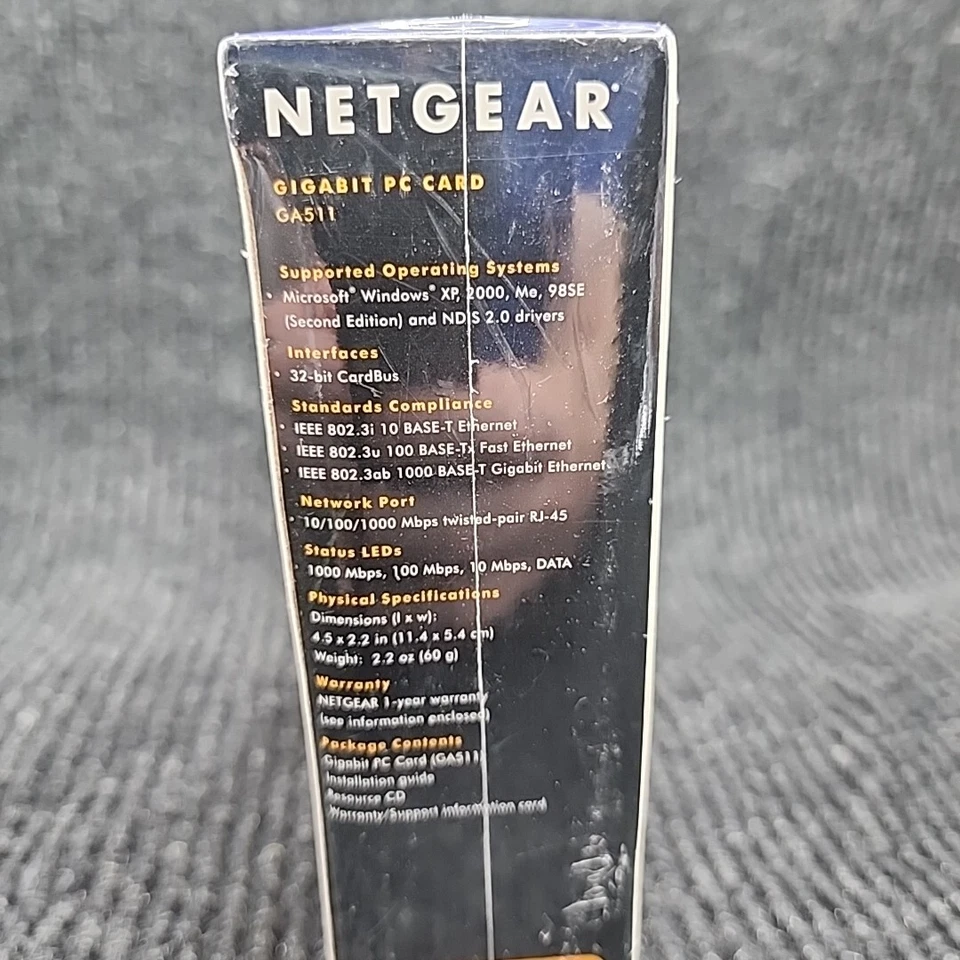 NETGEAR®
GIGABIT PC CARD
GA511
Supported Operating Systems
• Microsoft® Windows® XP, 2000, Me, 98SE
(Second Edition) and NDIS 2.0 drivers
Interfaces
• 32-bit CardBus
Standards Compliance
• IEEE 802.3i 10 BASE-T Ethernet
• IEEE 802.3u 100 BASE-Tx Fast Ethernet
• IEEE 802.3ab 1000 BASE-T Gigabit Ethernet
Network Port
• 10/100/1000 Mbps twisted-pair RJ-45
Status LEDs
1000 Mbps, 100 Mbps, 10 Mbps, DATA
Physical Specifications
Dimensions (l x w):
4.5 x 2.2 in (11.4 x 5.4 cm)
Weight: 2.2 oz (60 g)
Warranty
NETGEAR 1-year warranty
(see information enclosed)
Package Contents
Gigabit PC Card (GA511)
Installation guide
Resource CD
Warranty/Support information card